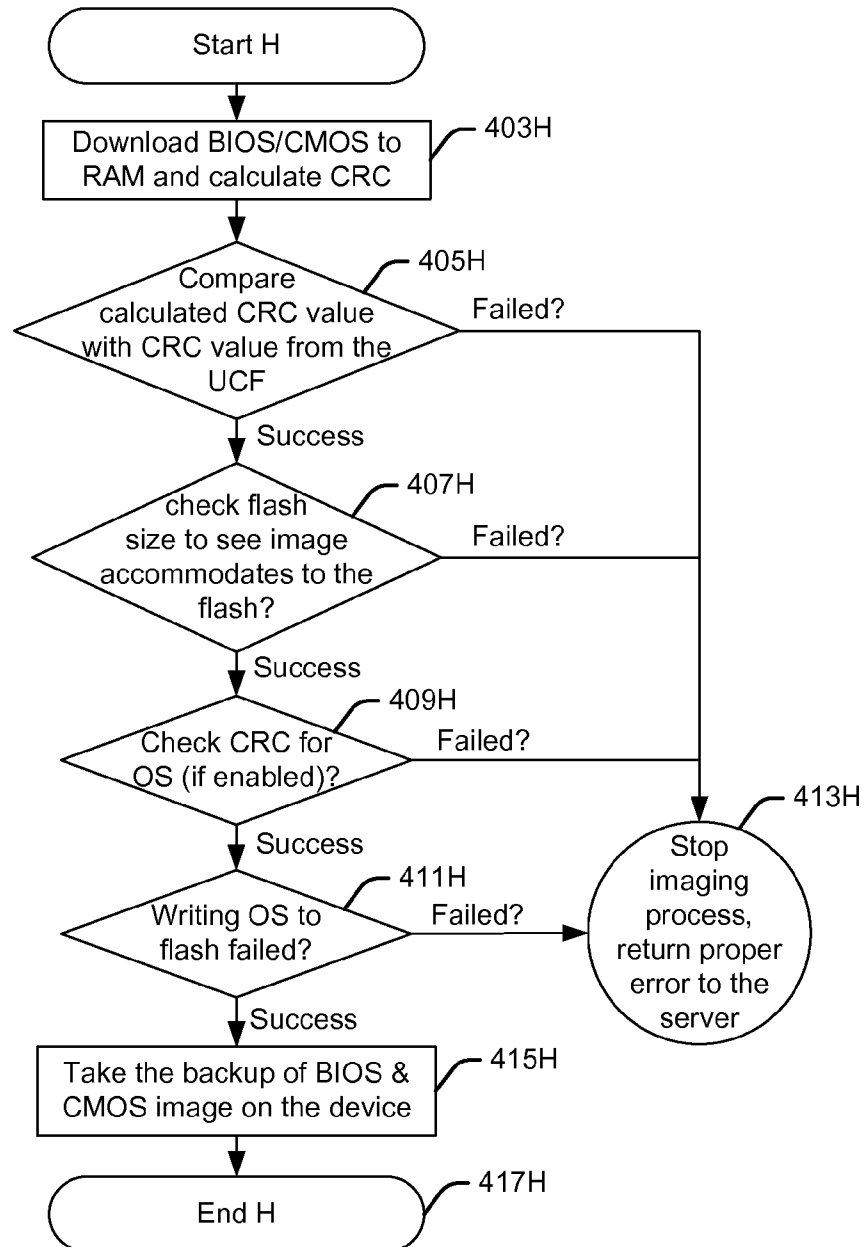 Start H
Download BIOS/CMOS to
RAM and calculate CRC
403H
Compare
calculated CRC value
with CRC value from the
UCF
405H
Failed?
Success
check flash
size to see image
accommodates to the
flash?
407H
Failed?
Success
Check CRC for
OS (if enabled)?
409H
Failed?
Success
Writing OS to
flash failed?
411H
Failed?
Stop
imaging
process,
return proper
error to the
server
413H
Success
Take the backup of BIOS &
CMOS image on the device
415H
End H
417H